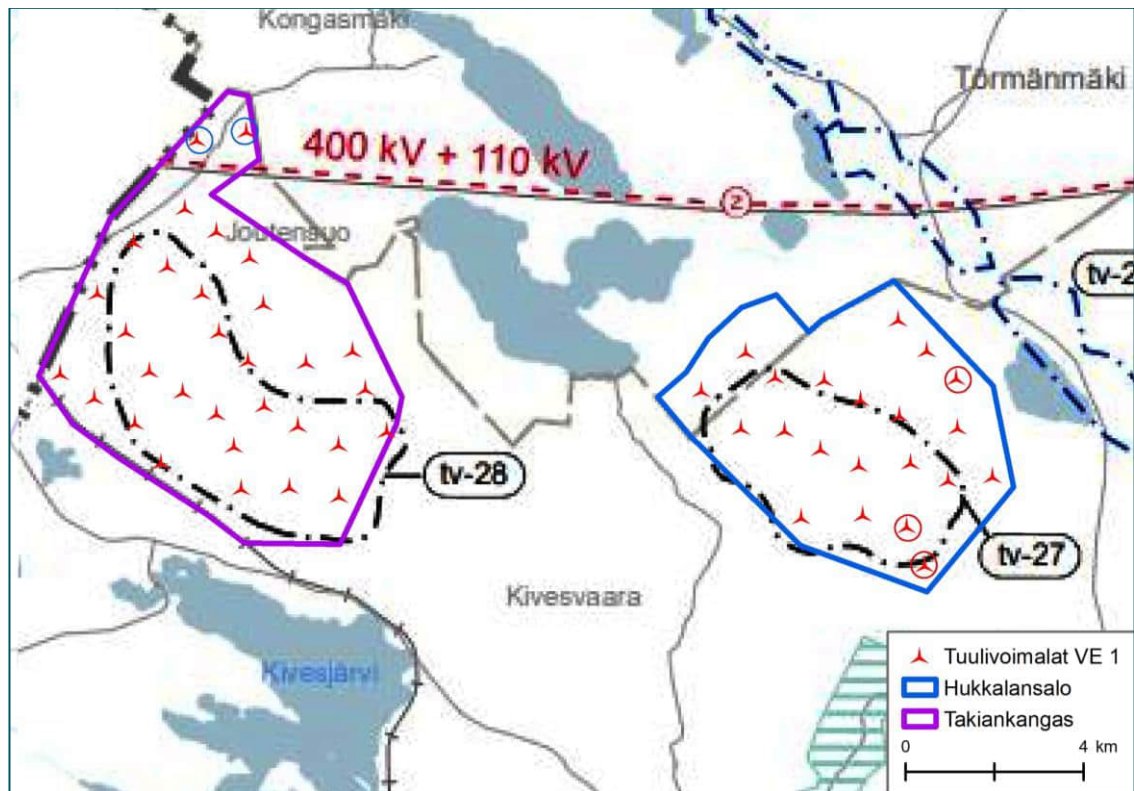 Kongasmäki
Törmänmäki
400 kV + 110 kV
2
Joutensuo
tv-2
tv-28
tv-27
Kivesvaara
Kivesjärvi
Tuulivoimalat VE 1
Hukkalansalo
Takiankangas
0 4 km